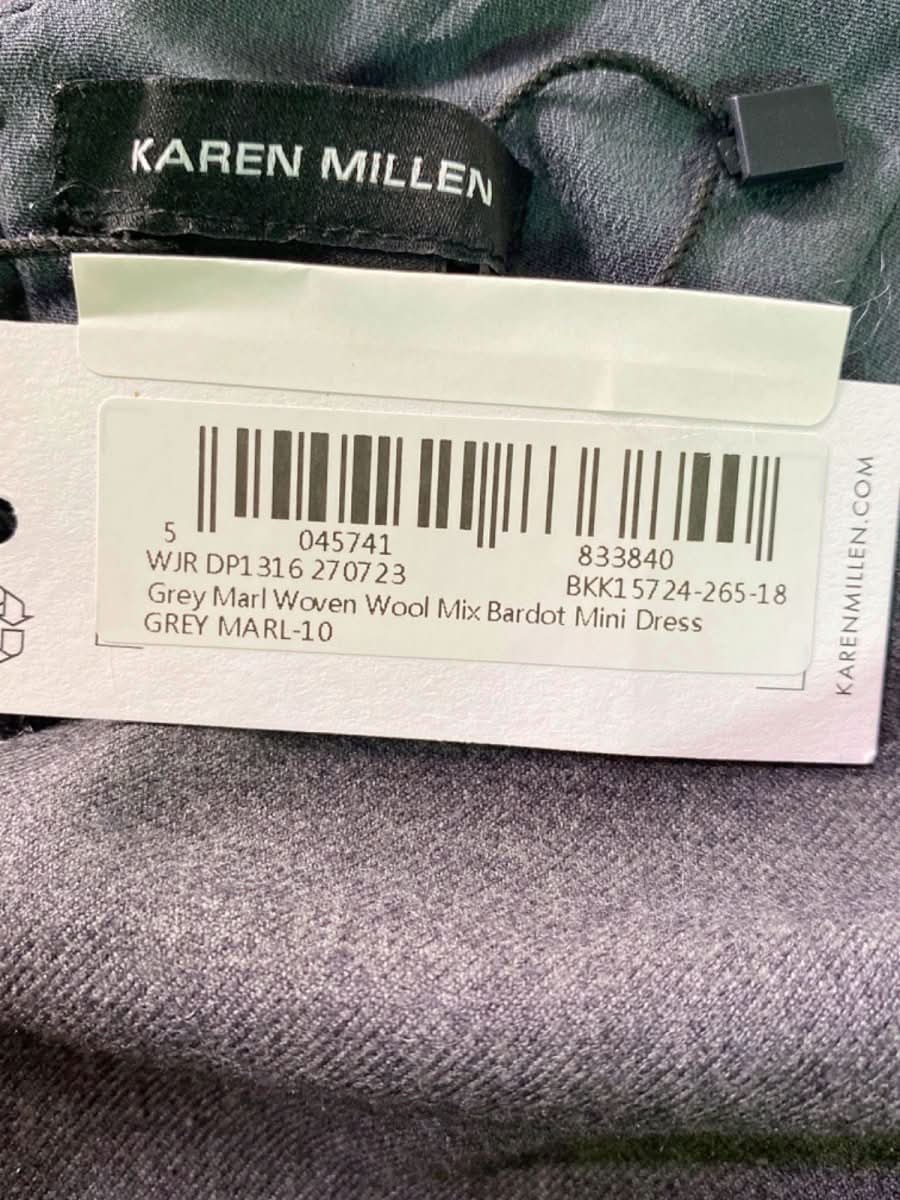 KAREN MILLEN
5 045741 833840
WJR DP1316 270723 BKK15724-265-18
Grey Marl Woven Wool Mix Bardot Mini Dress
GREY MARL-10
KARENMILLEN.COM